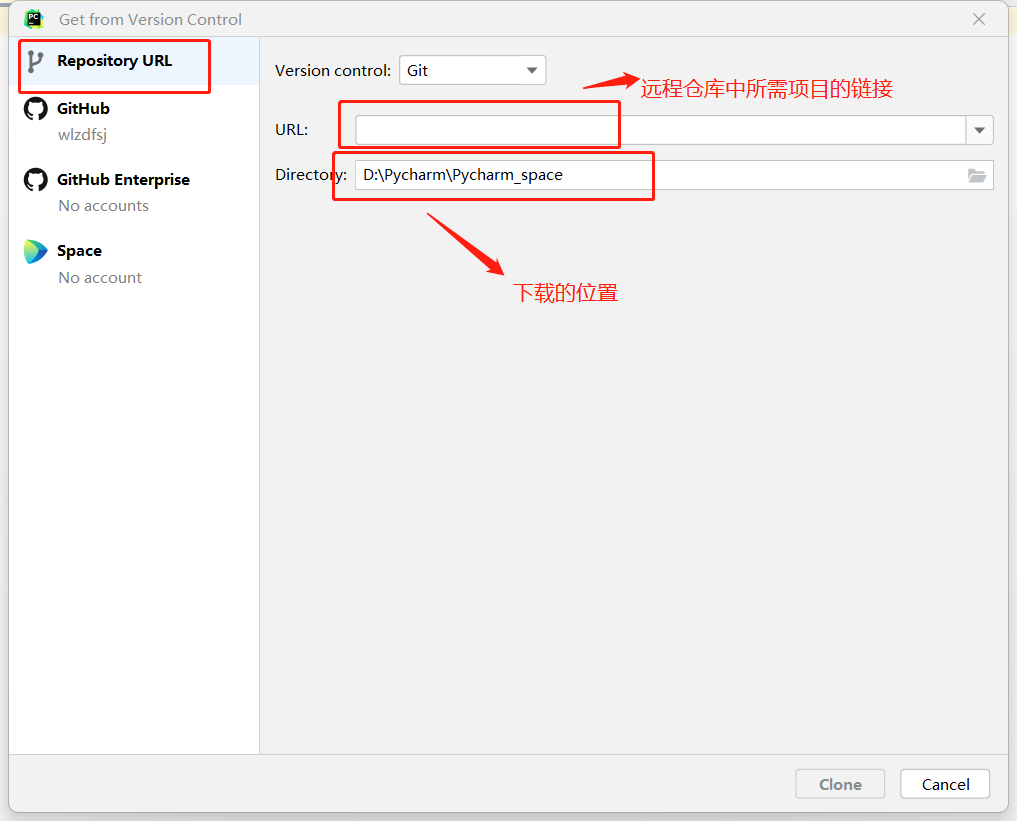 Get from Version Control
Repository URL
GitHub
wlzdfsj
GitHub Enterprise
No accounts
Space
No account
Version control: Git
远程仓库中所需项目的链接
URL:
Directory: D:\Pycharm\Pycharm_space
下载的位置
Clone
Cancel